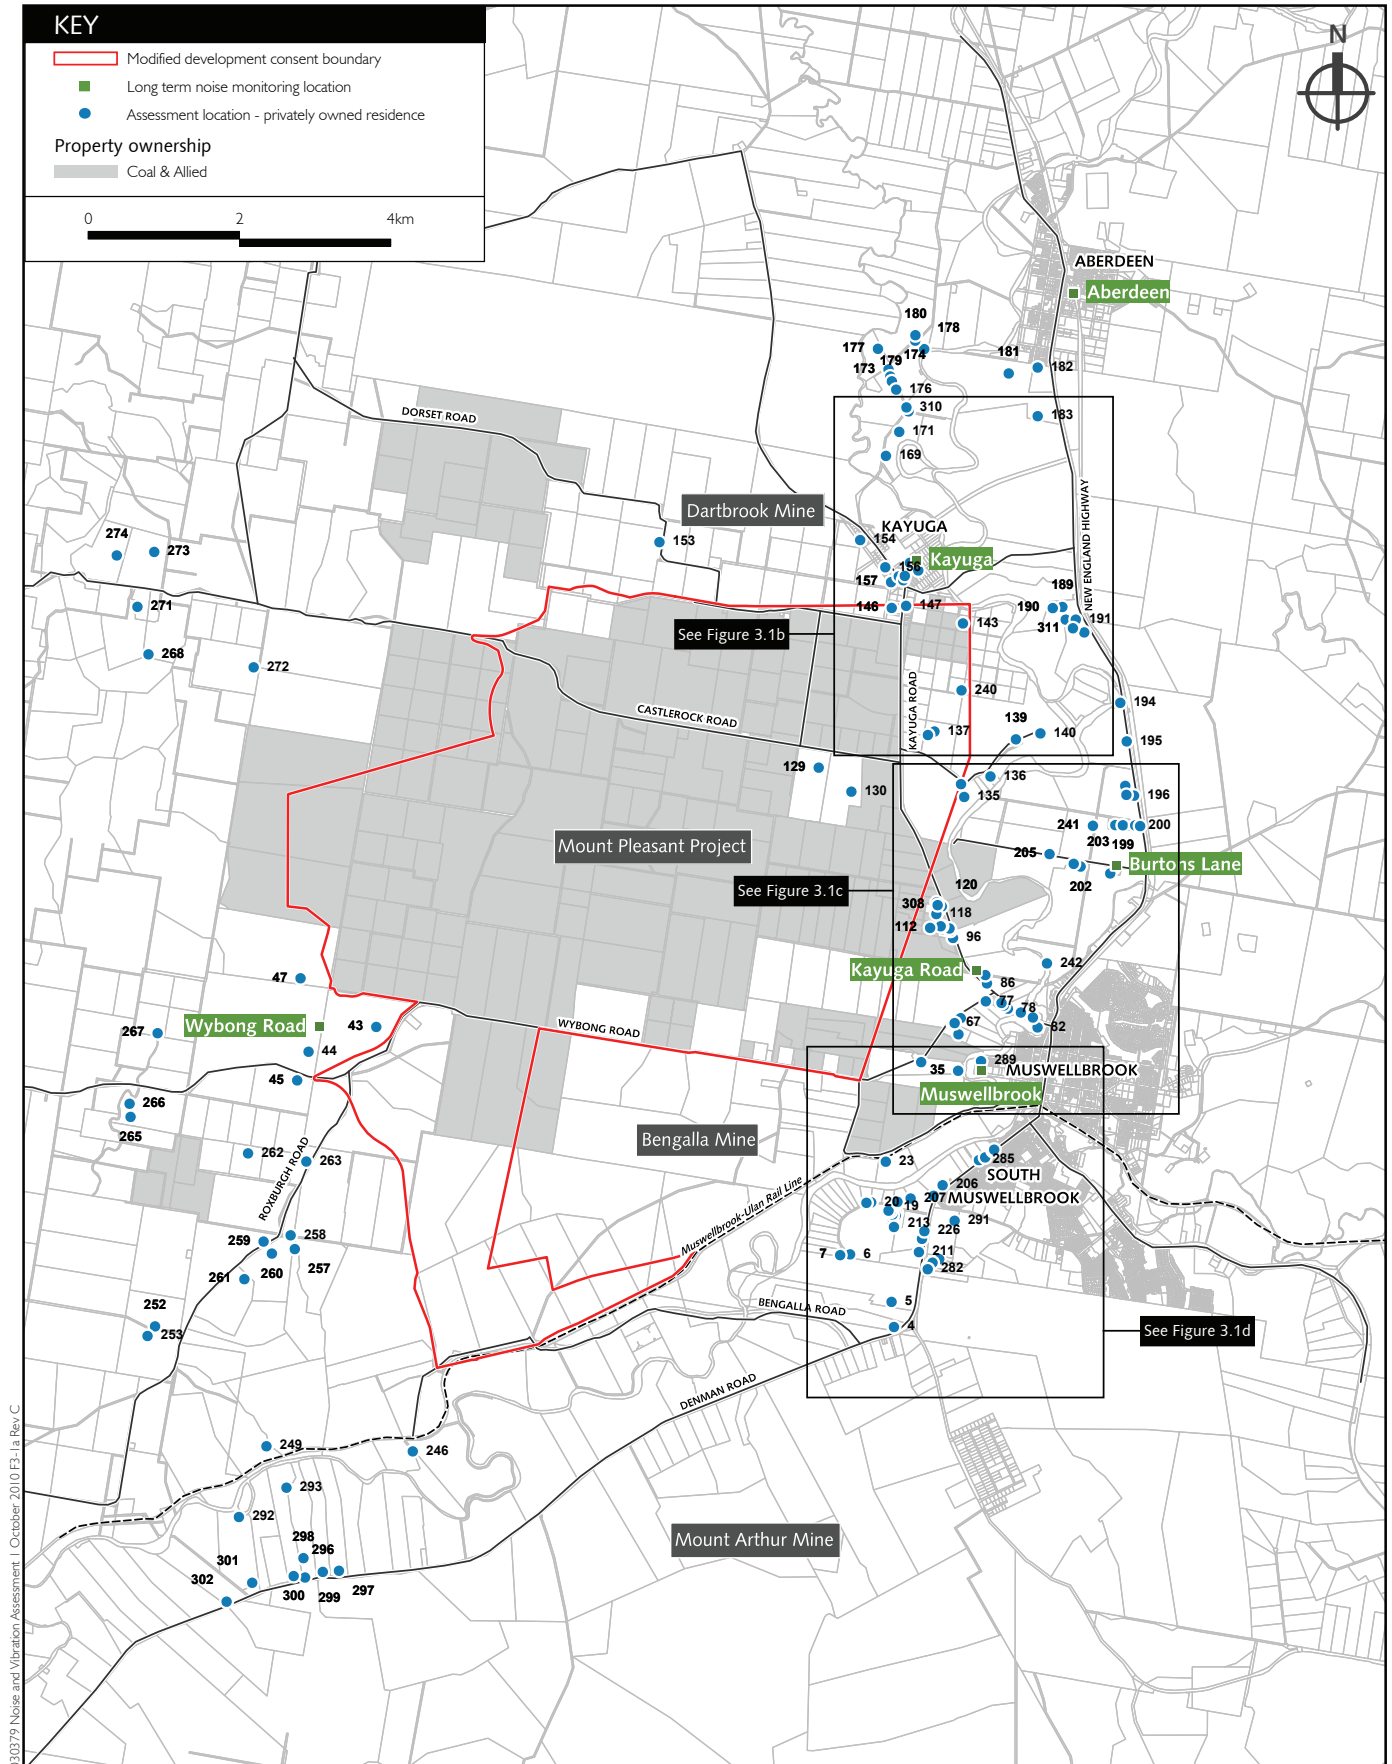 KEY
Modified development consent boundary
Long term noise monitoring location
Assessment location - privately owned residence
Property ownership
Coal & Allied
0 2 4km
N
ABERDEEN
Aberdeen
180
178
177
174
179
173
181
182
176
310
183
171
169
DORSET ROAD
NEW ENGLAND HIGHWAY
Dartbrook Mine
KAYUGA
154
153
274
273
Kayuga
156
157
189
190
271
146
147
191
143
311
See Figure 3.1b
268
272
240
KAYUGA ROAD
194
CASTLEROCK ROAD
139
137
140
195
129
136
130
135
196
241
200
203
199
Mount Pleasant Project
205
Burtons Lane
202
See Figure 3.1c
120
308
118
112
96
242
Kayuga Road
47
86
77
78
Wybong Road
43
267
WYBONG ROAD
67
82
44
289
35
MUSWELLBROOK
45
Muswellbrook
266
265
Bengalla Mine
262
263
23
285
SOUTH
MUSWELLBROOK
ROXBURGH ROAD
206
207
20
19
Muswellbrook-Ulan Rail Line
291
213
226
259
258
7
6
211
257
260
261
282
5
252
BENGALLA ROAD
253
4
See Figure 3.1d
DENMAN ROAD
249
246
293
292
298
Mount Arthur Mine
296
301
302
300
299
297
30379 Noise and Vibration Assessment I October 2010 F3-1a Rev C